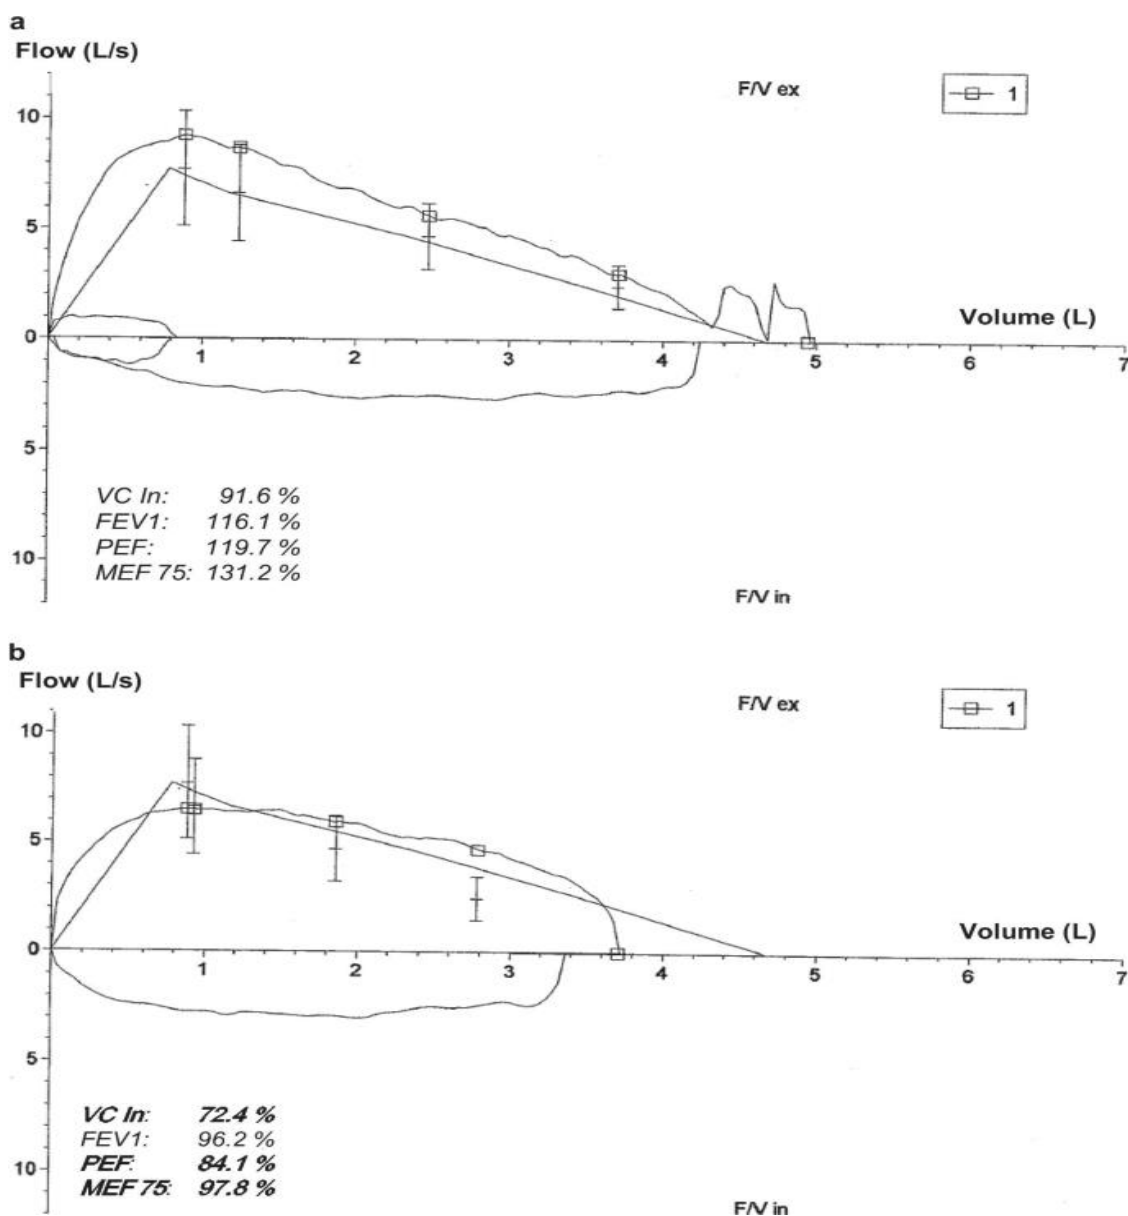 a
Flow (L/s)
F/V ex
1
10
5
Volume (L)
0
1 2 3 4 5 6 7
5
VC In: 91.6 %
FEV1: 116.1 %
PEF: 119.7 %
MEF 75: 131.2 %
10
F/V in
b
Flow (L/s)
F/V ex
1
10
5
Volume (L)
0
1 2 3 4 5 6 7
5
VC In: 72.4 %
FEV1: 96.2 %
PEF: 84.1 %
MEF 75: 97.8 %
10
F/V in